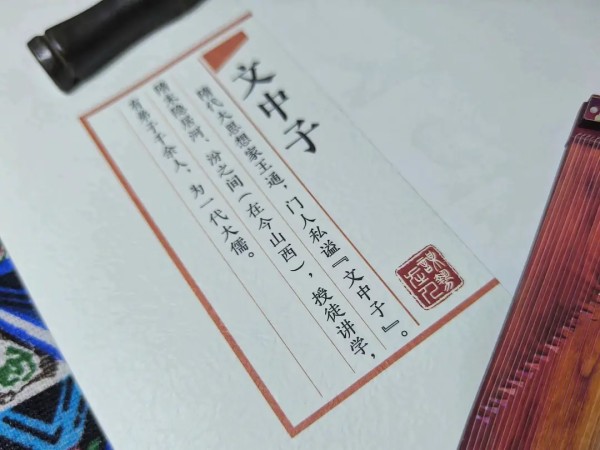 文中子
隋代大思想家王通，门人私谥『文中子』。
隋末隐居河、汾之间（在今山西），授徒讲学，
有弟子千余人，为一代大儒。